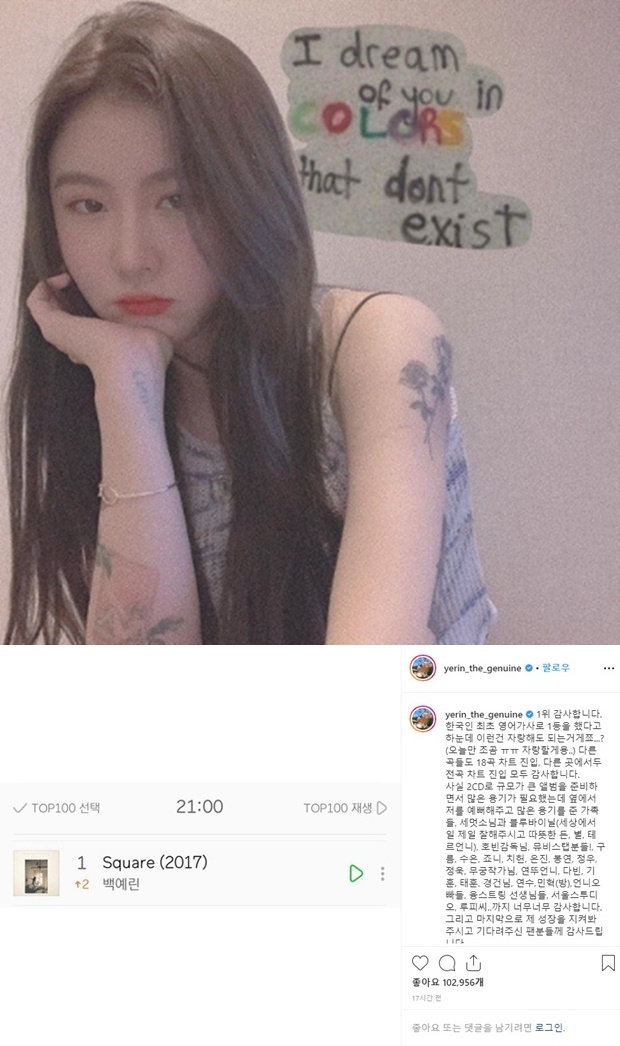 I dream
of you in
COLORS
that dont
exist
yerin_the_genuine • 팔로우
yerin_the_genuine 1위 감사합니다.
한국인 최초 영어가사로 1등을 했다고
하눈데 이런건 자랑해도 되는거게쬬...?
(오늘만 조곰 ㅠㅠ 자랑할게용..) 다른
곡들도 18곡 차트 진입, 다른 곳에서두
전곡 차트 진입 모두 감사합니다.
사실 2CD로 규모가 큰 앨범을 준비하
면서 많은 용기가 필요했는데 옆에서
저를 예뻐해주고 많은 용기를 준 가족
들, 세멋소님과 블루바이닐(세상에서
일 제일 잘해주시고 따뜻한 든, 별, 테
르언니), 호빈감독님, 뮤비스탭분들!, 구
름, 수온, 죠니, 치헌, 은진, 봉연, 정우,
정욱, 무궁작가님, 연뚜언니, 다빈, 기
훈, 태훈, 경건님, 연수,민혁(방),언니오
빠들, 융스트링 선생님들, 서울스투디
오, 루피씨..까지 너무너무 감사합니다.
그리고 마지막으로 제 성장을 지켜봐
주시고 기다려주신 팬분들께 감사드립
니다
TOP100 선택
21:00
TOP100 재생
1
Square (2017)
2
백예린
좋아요 102,956개
17시간 전
좋아요 또는 댓글을 남기려면 로그인.